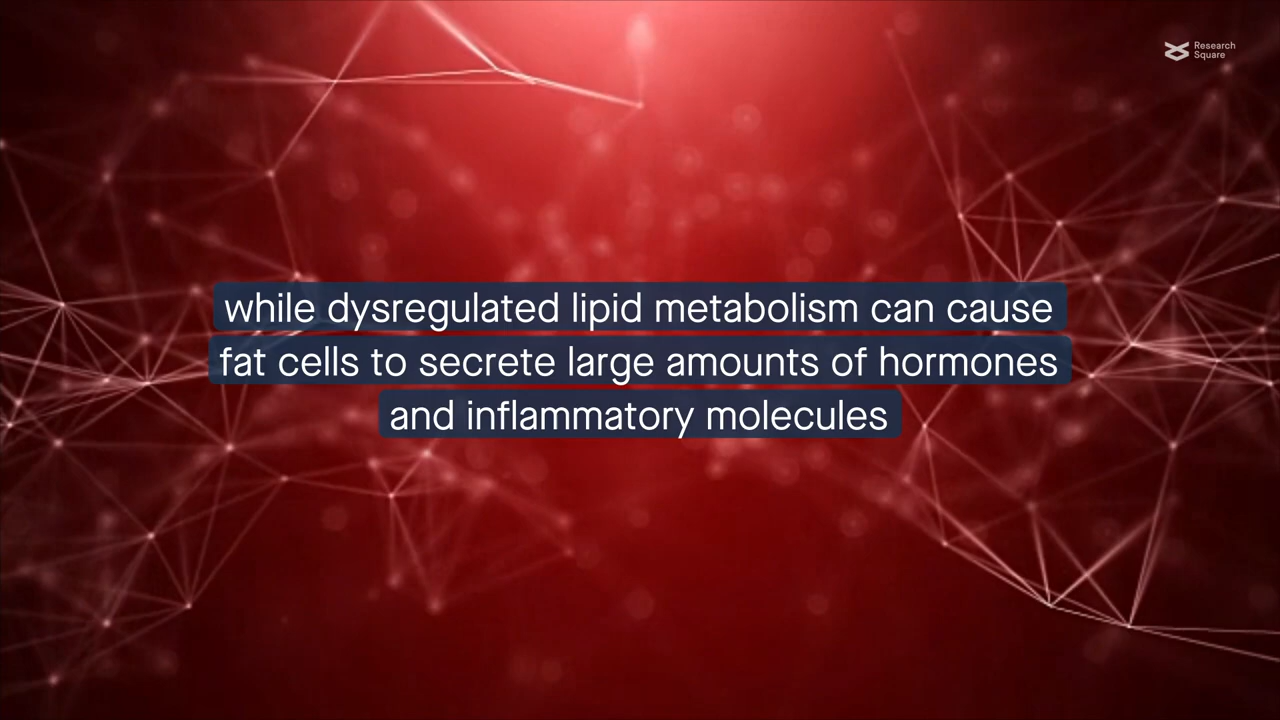 Research
Square
while dysregulated lipid metabolism can cause
fat cells to secrete large amounts of hormones
and inflammatory molecules